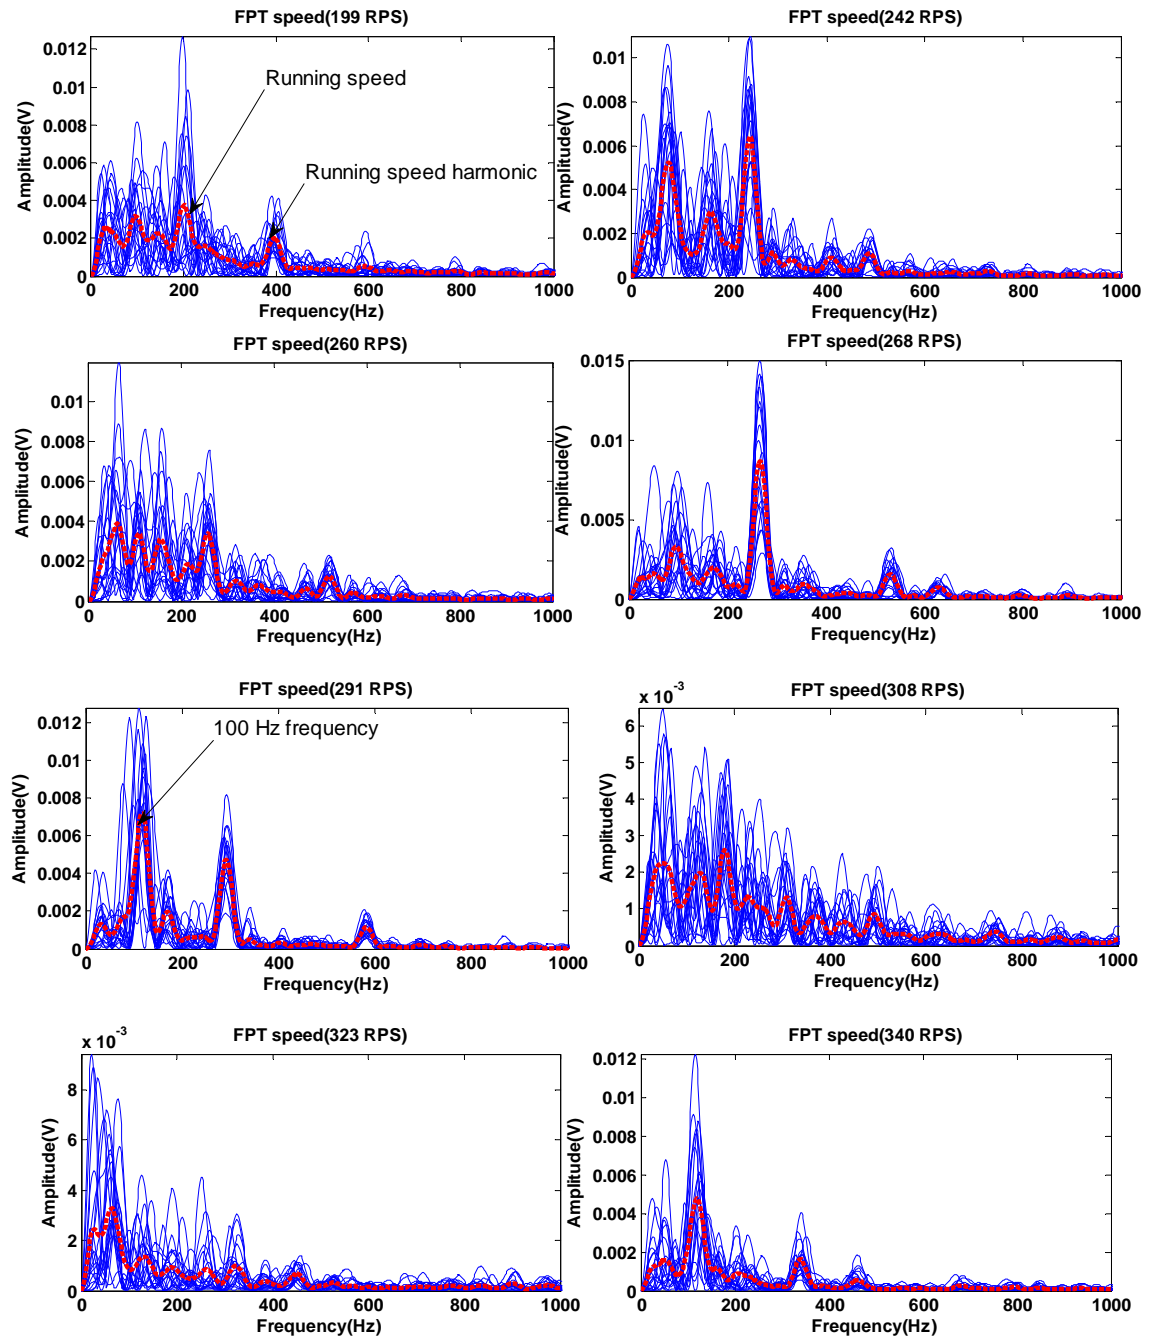 FPT speed(199 RPS)
0.012
0.01
0.008
0.006
0.004
0.002
0
Amplitude(V)
Running speed
Running speed harmonic
0 200 400 600 800 1000
Frequency(Hz)
FPT speed(242 RPS)
0.01
0.008
0.006
0.004
0.002
0
Amplitude(V)
0 200 400 600 800 1000
Frequency(Hz)
FPT speed(260 RPS)
0.01
0.008
0.006
0.004
0.002
0
Amplitude(V)
0 200 400 600 800 1000
Frequency(Hz)
FPT speed(268 RPS)
0.015
0.01
0.005
0
Amplitude(V)
0 200 400 600 800 1000
Frequency(Hz)
FPT speed(291 RPS)
0.012
0.01
0.008
0.006
0.004
0.002
0
Amplitude(V)
100 Hz frequency
0 200 400 600 800 1000
Frequency(Hz)
FPT speed(308 RPS)
x 10-3
6
5
4
3
2
1
0
Amplitude(V)
0 200 400 600 800 1000
Frequency(Hz)
FPT speed(323 RPS)
x 10-3
8
6
4
2
0
Amplitude(V)
0 200 400 600 800 1000
Frequency(Hz)
FPT speed(340 RPS)
0.012
0.01
0.008
0.006
0.004
0.002
0
Amplitude(V)
0 200 400 600 800 1000
Frequency(Hz)